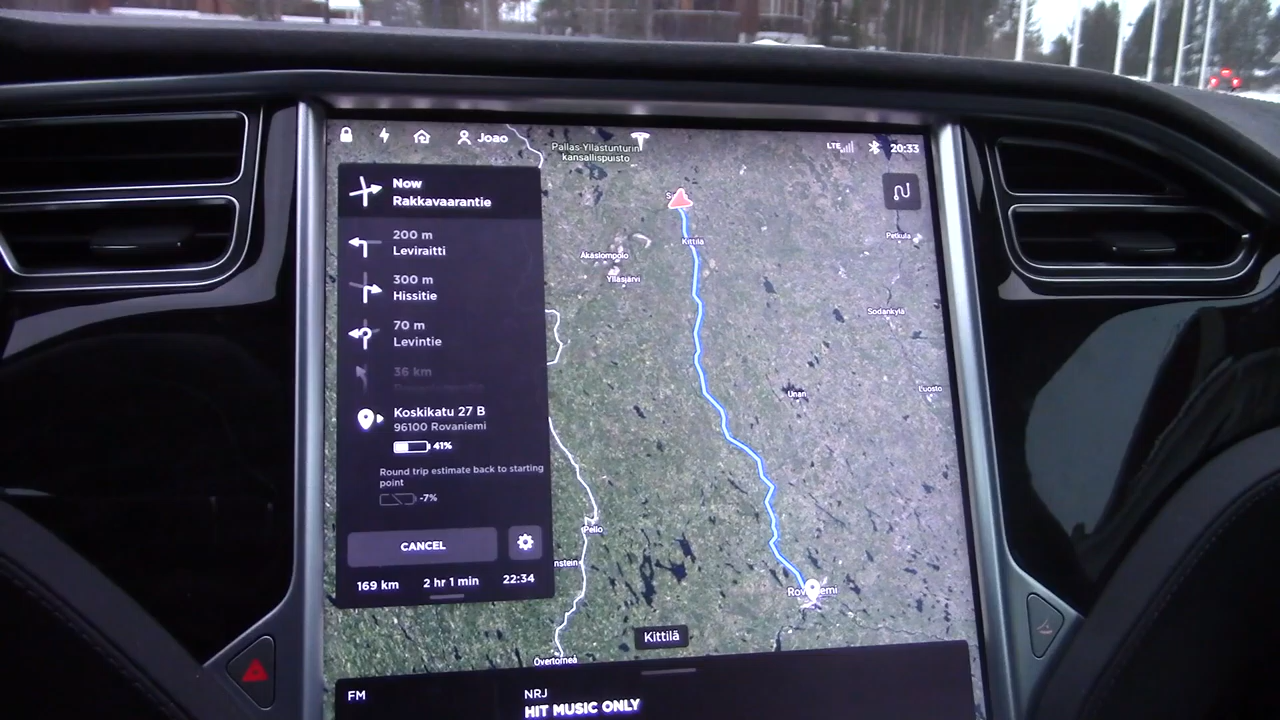 Joao
LTE
20:33
Now
Rakkavaarantie
200 m
Leviraitti
300 m
Hissitie
70 m
Levintie
36 km
Koskikatu 27 B
96100 Rovaniemi
41%
Round trip estimate back to starting
point
-7%
CANCEL
169 km
2 hr 1 min
22:34
Pallas-Yllästunturin
kansallispuisto
Kittilä
Äkäslompolo
Ylläsjärvi
Petkula
Sodankylä
Luosto
Unari
Pello
Rovaniemi
Övertorneå
Kittilä
FM
NRJ
HIT MUSIC ONLY